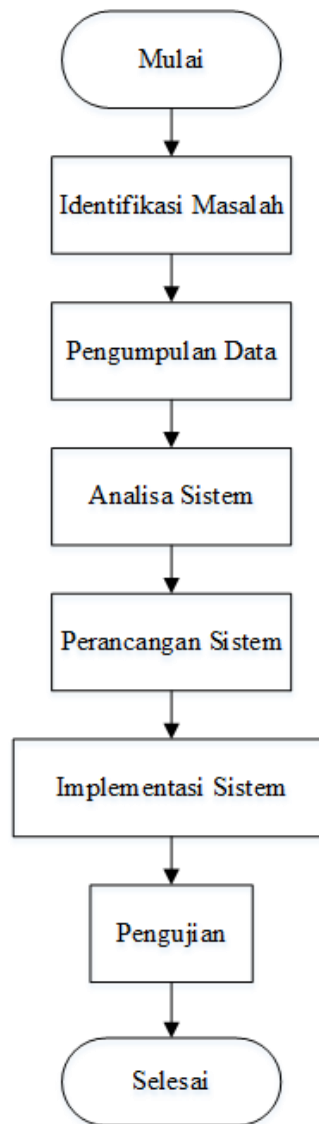 Mulai
Identifikasi Masalah
Pengumpulan Data
Analisa Sistem
Perancangan Sistem
Implementasi Sistem
Pengujian
Selesai